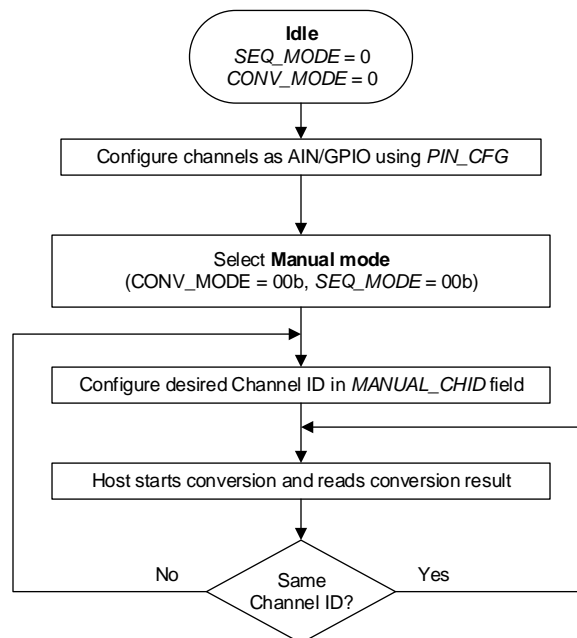 Idle
SEQ_MODE = 0
CONV_MODE = 0
Configure channels as AIN/GPIO using PIN_CFG
Select Manual mode
(CONV_MODE = 00b, SEQ_MODE = 00b)
Configure desired Channel ID in MANUAL_CHID field
Host starts conversion and reads conversion result
No
Yes
Same
Channel ID?